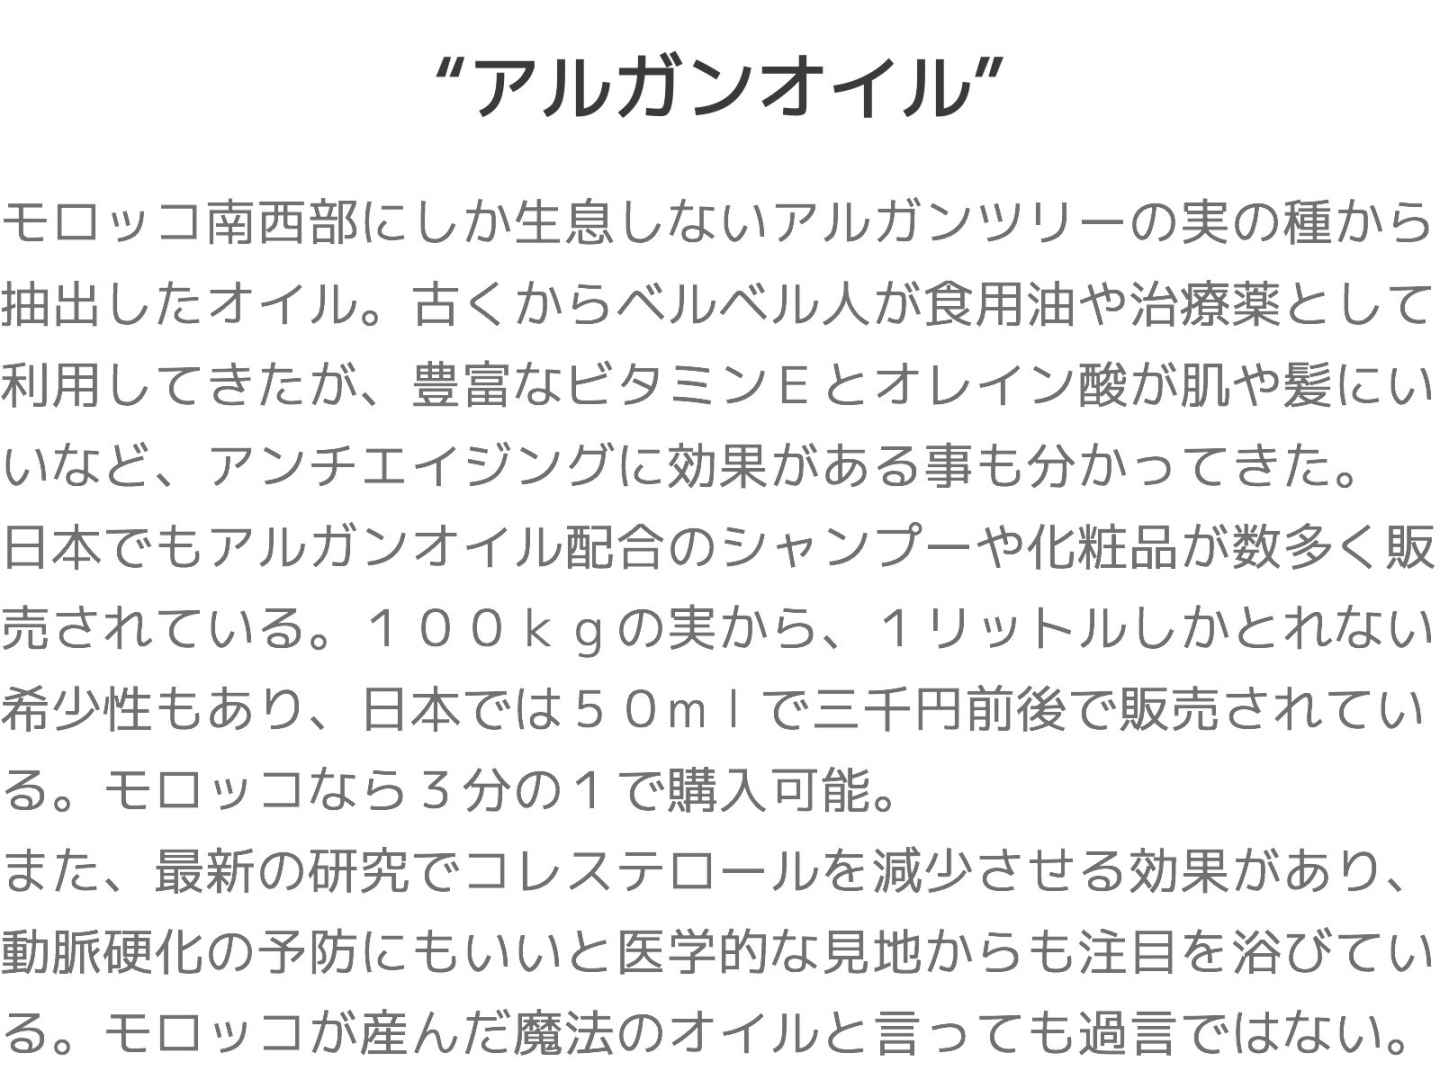 “アルガンオイル”
モロッコ南西部にしか生息しないアルガンツリーの実の種から
抽出したオイル。古くからベルベル人が食用油や治療薬として
利用してきたが、豊富なビタミンＥとオレイン酸が肌や髪にい
いなど、アンチエイジングに効果がある事も分かってきた。
日本でもアルガンオイル配合のシャンプーや化粧品が数多く販
売されている。１００ｋｇの実から、１リットルしかとれない
希少性もあり、日本では５０ｍｌで三千円前後で販売されてい
る。モロッコなら３分の１で購入可能。
また、最新の研究でコレステロールを減少させる効果があり、
動脈硬化の予防にもいいと医学的な見地からも注目を浴びてい
る。モロッコが産んだ魔法のオイルと言っても過言ではない。